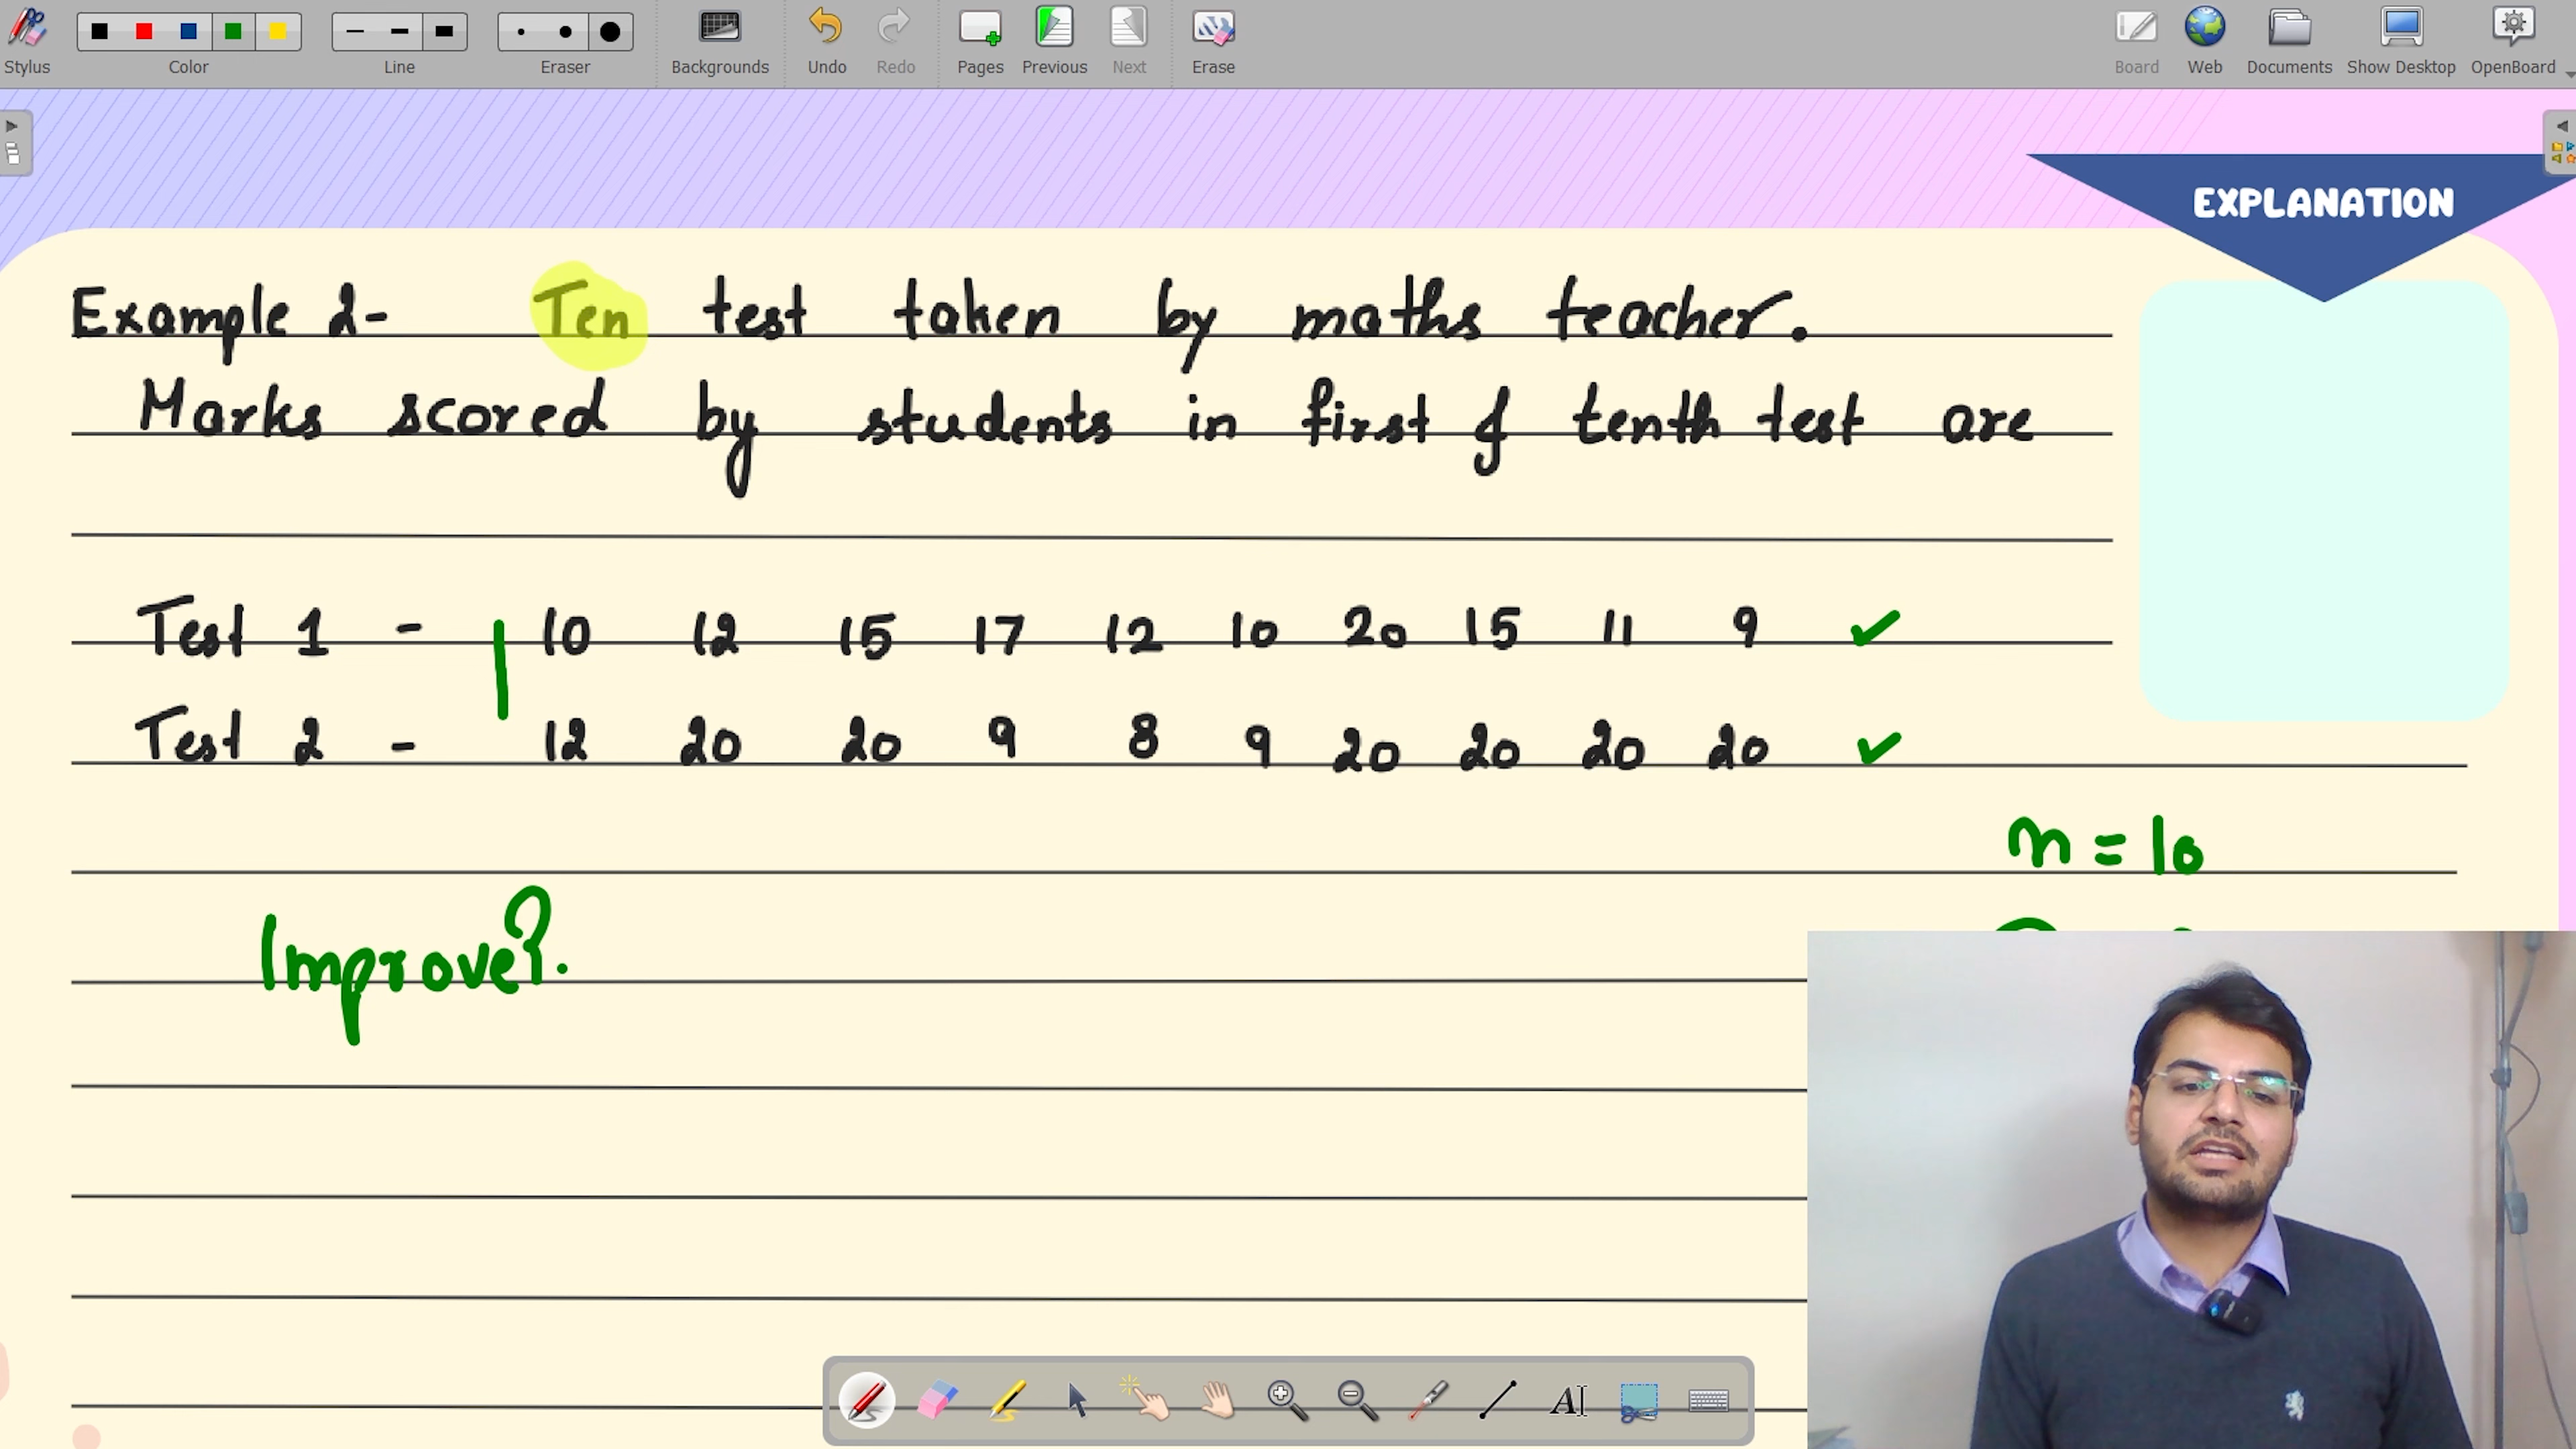 Stylus Color Line Eraser Backgrounds Undo Redo Pages Previous Next Erase Board Web Documents Show Desktop OpenBoard
EXPLANATION
Example 2- Ten test taken by maths teacher.
Marks scored by students in first & tenth test are
Test 1 - 10 12 15 17 12 10 20 15 11 9 ✓
Test 2 - 12 20 20 9 8 9 20 20 20 20 ✓
n = 10
Improve?.